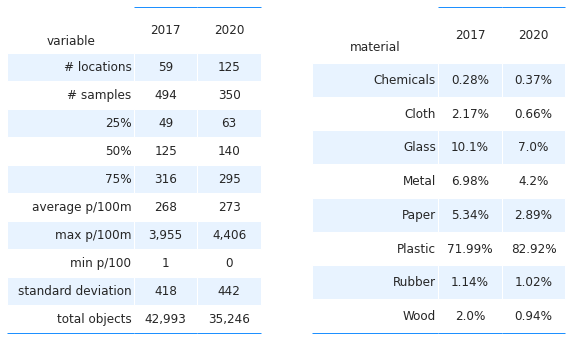 variable 2017 2020
# locations 59 125
# samples 494 350
25% 49 63
50% 125 140
75% 316 295
average p/100m 268 273
max p/100m 3,955 4,406
min p/100 1 0
standard deviation 418 442
total objects 42,993 35,246
material 2017 2020
Chemicals 0.28% 0.37%
Cloth 2.17% 0.66%
Glass 10.1% 7.0%
Metal 6.98% 4.2%
Paper 5.34% 2.89%
Plastic 71.99% 82.92%
Rubber 1.14% 1.02%
Wood 2.0% 0.94%